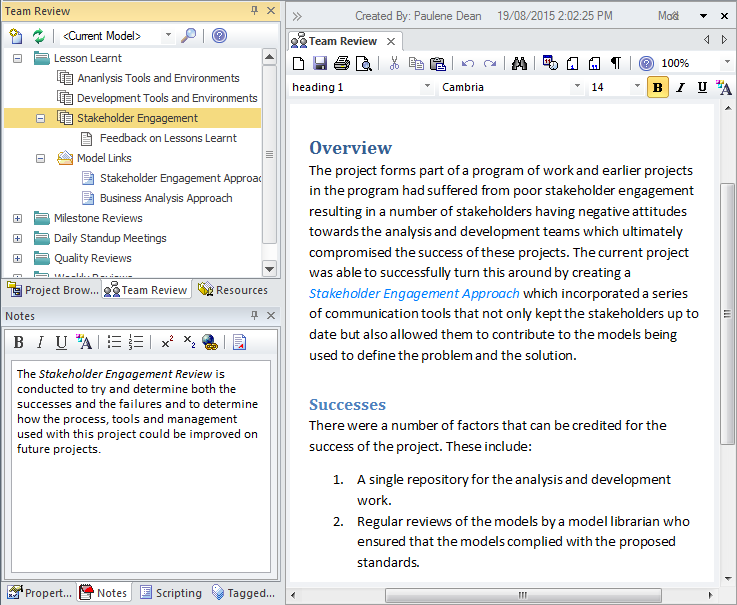 Team Review
<Current Model>
Lesson Learnt
Ananlysis Tools and Environments
Development Tools and Environments
Stakeholder Engagement
Feedback on Lessons Learnt
Model Links
Stakeholder Engagement Approac
Business Analysis Approach
Milestone Reviews
Daily Standup Meetings
Quality Reviews
Weekly Reviews
Project Brow... Team Review Resources
Notes
B I U A x² x₂
The Stakeholder Engagement Review is
conducted to try and determine both the
successes and the failures and to determine
how the process, tools and management
used with this project could be improved on
future projects.
Propert... Notes Scripting Tagged...
Created By: Paulene Dean 19/08/2015 2:02:25 PM
Team Review
100%
heading 1 Cambria 14 B I U A
Overview
The project forms part of a program of work and earlier projects
in the program had suffered from poor stakeholder engagement
resulting in a number of stakeholders having negative attitudes
towards the analysis and development teams which ultimately
compromised the success of these projects. The current project
was able to successfully turn this around by creating a
Stakeholder Engagement Approach which incorporated a series
of communication tools that not only kept the stakeholders up to
date but also allowed them to contribute to the models being
used to define the problem and the solution.
Successes
There were a number of factors that can be credited for the
success of the project. These include:
1. A single repository for the analysis and development
work.
2. Regular reviews of the models by a model librarian who
ensured that the models complied with the proposed
standards.